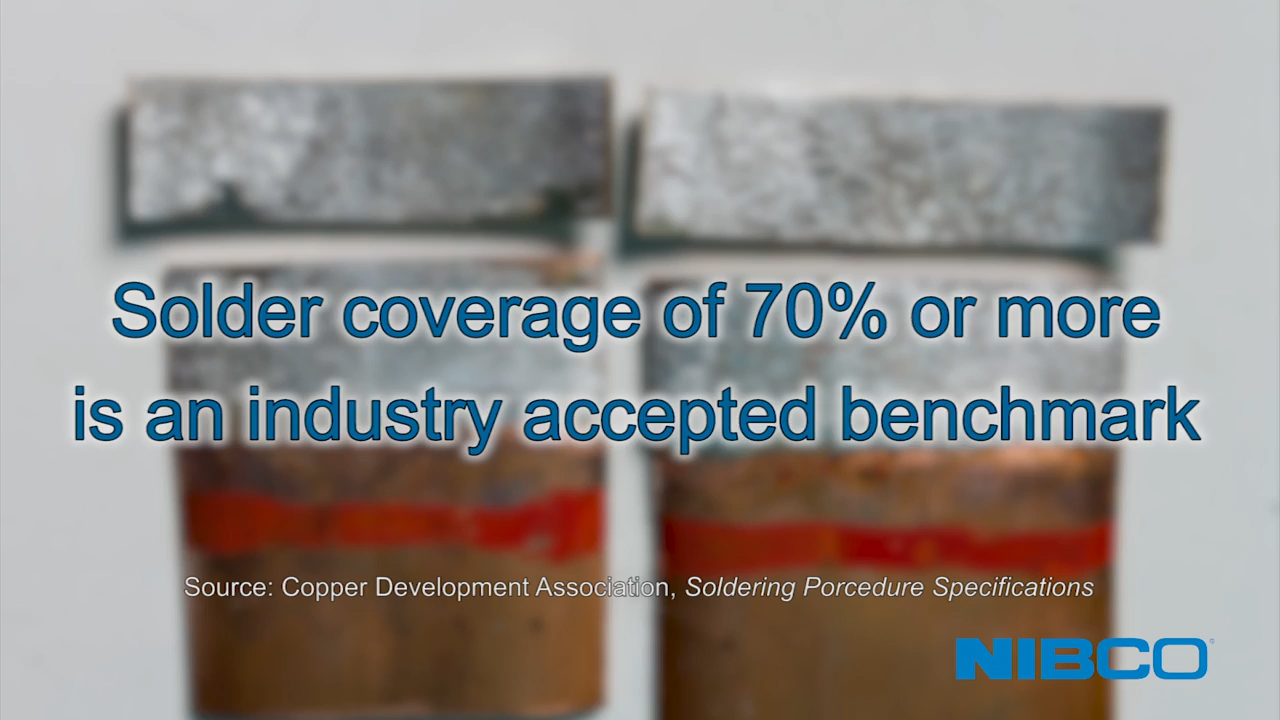 Solder coverage of 70% or more
is an industry accepted benchmark
Source: Copper Development Association, Soldering Porcedure Specifications
NIBCO